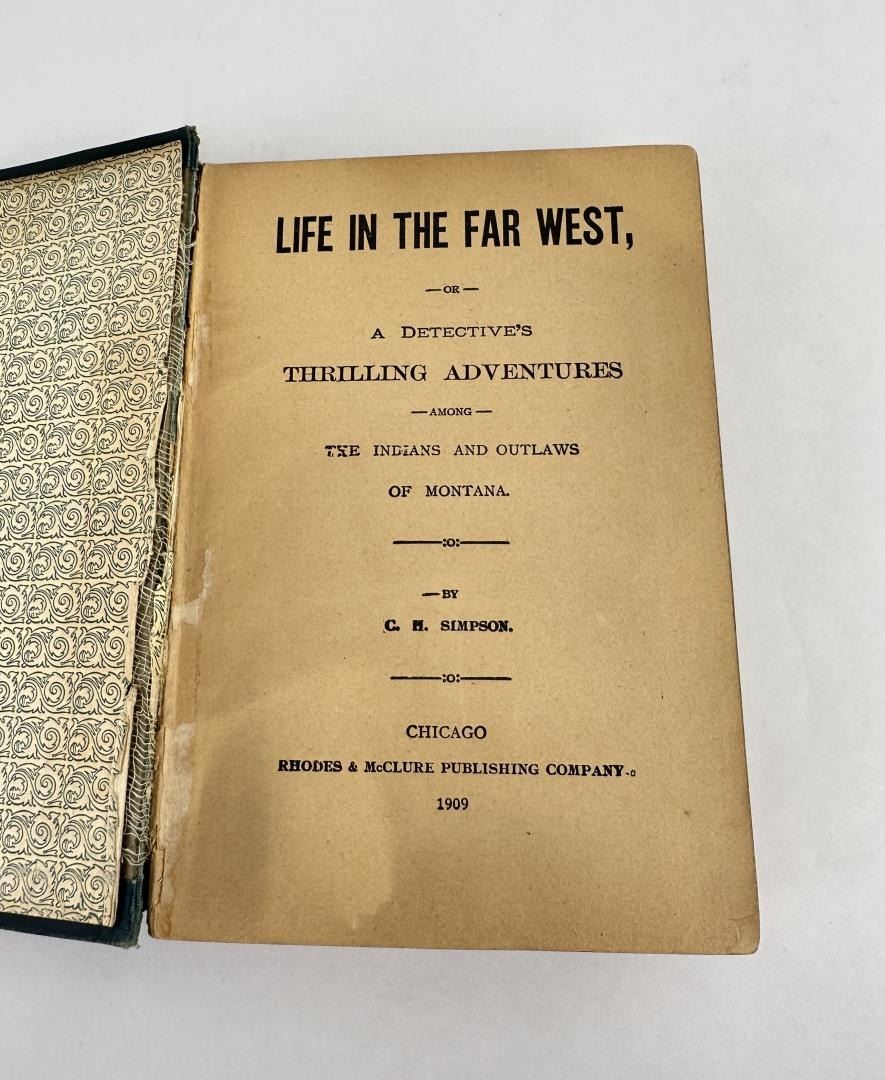 LIFE IN THE FAR WEST,
—OR—
A DETECTIVE'S
THRILLING ADVENTURES
—AMONG—
THE INDIANS AND OUTLAWS
OF MONTANA.
——:o:——
—BY
C. H. SIMPSON.
——:o:——
CHICAGO
RHODES & McCLURE PUBLISHING COMPANY.
1909